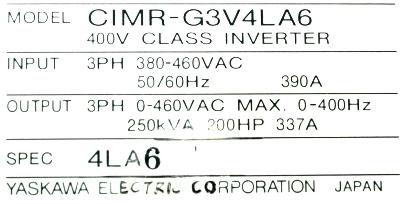 MODEL CIMR-G3V4LA6
400V CLASS INVERTER
INPUT 3PH 380-460VAC
50/60Hz 390A
OUTPUT 3PH 0-460VAC MAX. 0-400Hz
250kVA 200HP 337A
SPEC 4LA6
YASKAWA ELECTRIC CORPORATION JAPAN